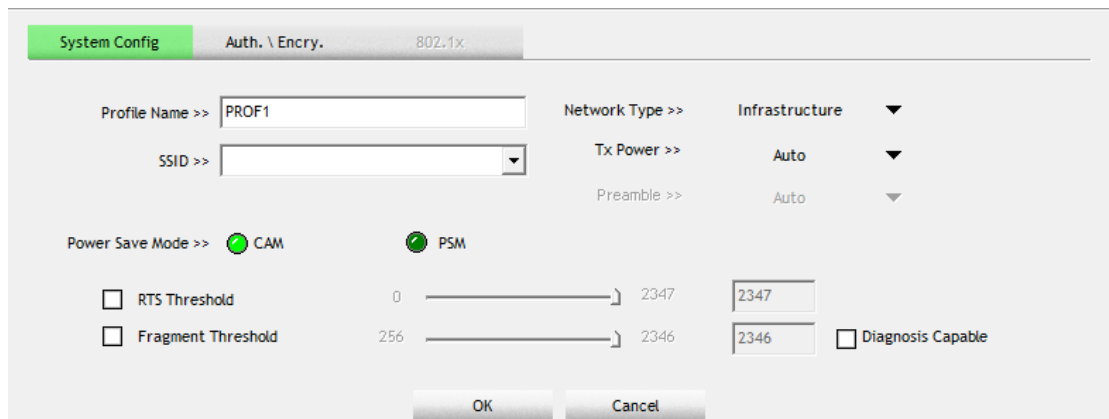 System Config Auth. \ Encry. 802.1x
Profile Name >> PROF1 Network Type >> Infrastructure
SSID >> Tx Power >> Auto
Preamble >> Auto
Power Save Mode >> CAM PSM
RTS Threshold 0 2347 2347
Fragment Threshold 256 2346 2346 Diagnosis Capable
OK Cancel